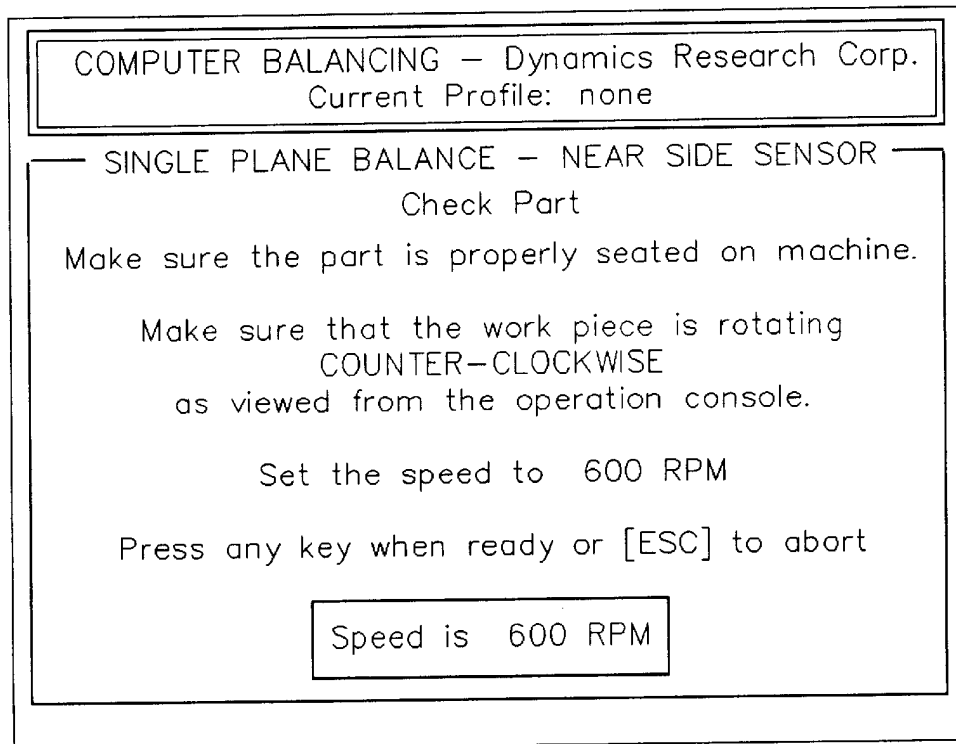 COMPUTER BALANCING – Dynamics Research Corp.
Current Profile: none
SINGLE PLANE BALANCE – NEAR SIDE SENSOR
Check Part
Make sure the part is properly seated on machine.
Make sure that the work piece is rotating
COUNTER–CLOCKWISE
as viewed from the operation console.
Set the speed to 600 RPM
Press any key when ready or [ESC] to abort
Speed is 600 RPM